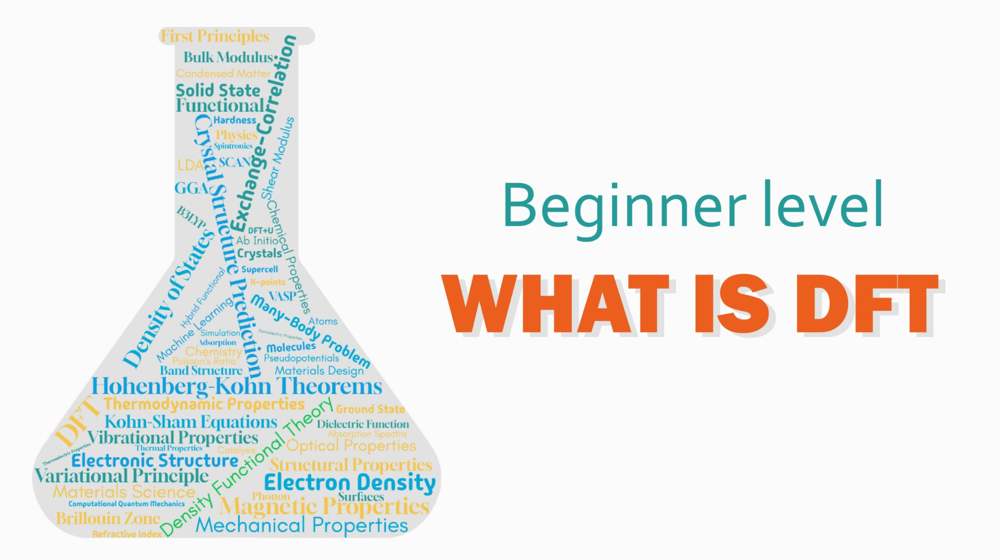 First Principles
Bulk Modulus
Condensed Matter
Solid State
Functional
Exchange-Correlation
Hardness
Physics
Spintronics
Crystal Structure Prediction
Shear Modulus
LDA
SCAN
GGA
B3LYP
Chemical Properties
DFT+U
Ab Initio
Crystals
Density of States
Supercell
K-points
Hybrid Functional
VASP
Many-Body Problem
Machine Learning
Atoms
Simulation
Ferroelectric Properties
Adsorption
Molecules
Chemistry
Pseudopotentials
Poisson's Ratio
Band Structure
Materials Design
Hohenberg-Kohn Theorems
DFT
Thermodynamic Properties
Ground State
Density Functional Theory
Kohn-Sham Equations
Dielectric Function
Absorption Spectra
Vibrational Properties
Thermal Properties
Catalysis
Optical Properties
Thermoelectric Properties
Electronic Structure
Structural Properties
Variational Principle
Electron Density
Materials Science
Phonon
Surfaces
Computational Quantum Mechanics
Magnetic Properties
Brillouin Zone
Mechanical Properties
Refractive Index
Beginner level
WHAT IS DFT